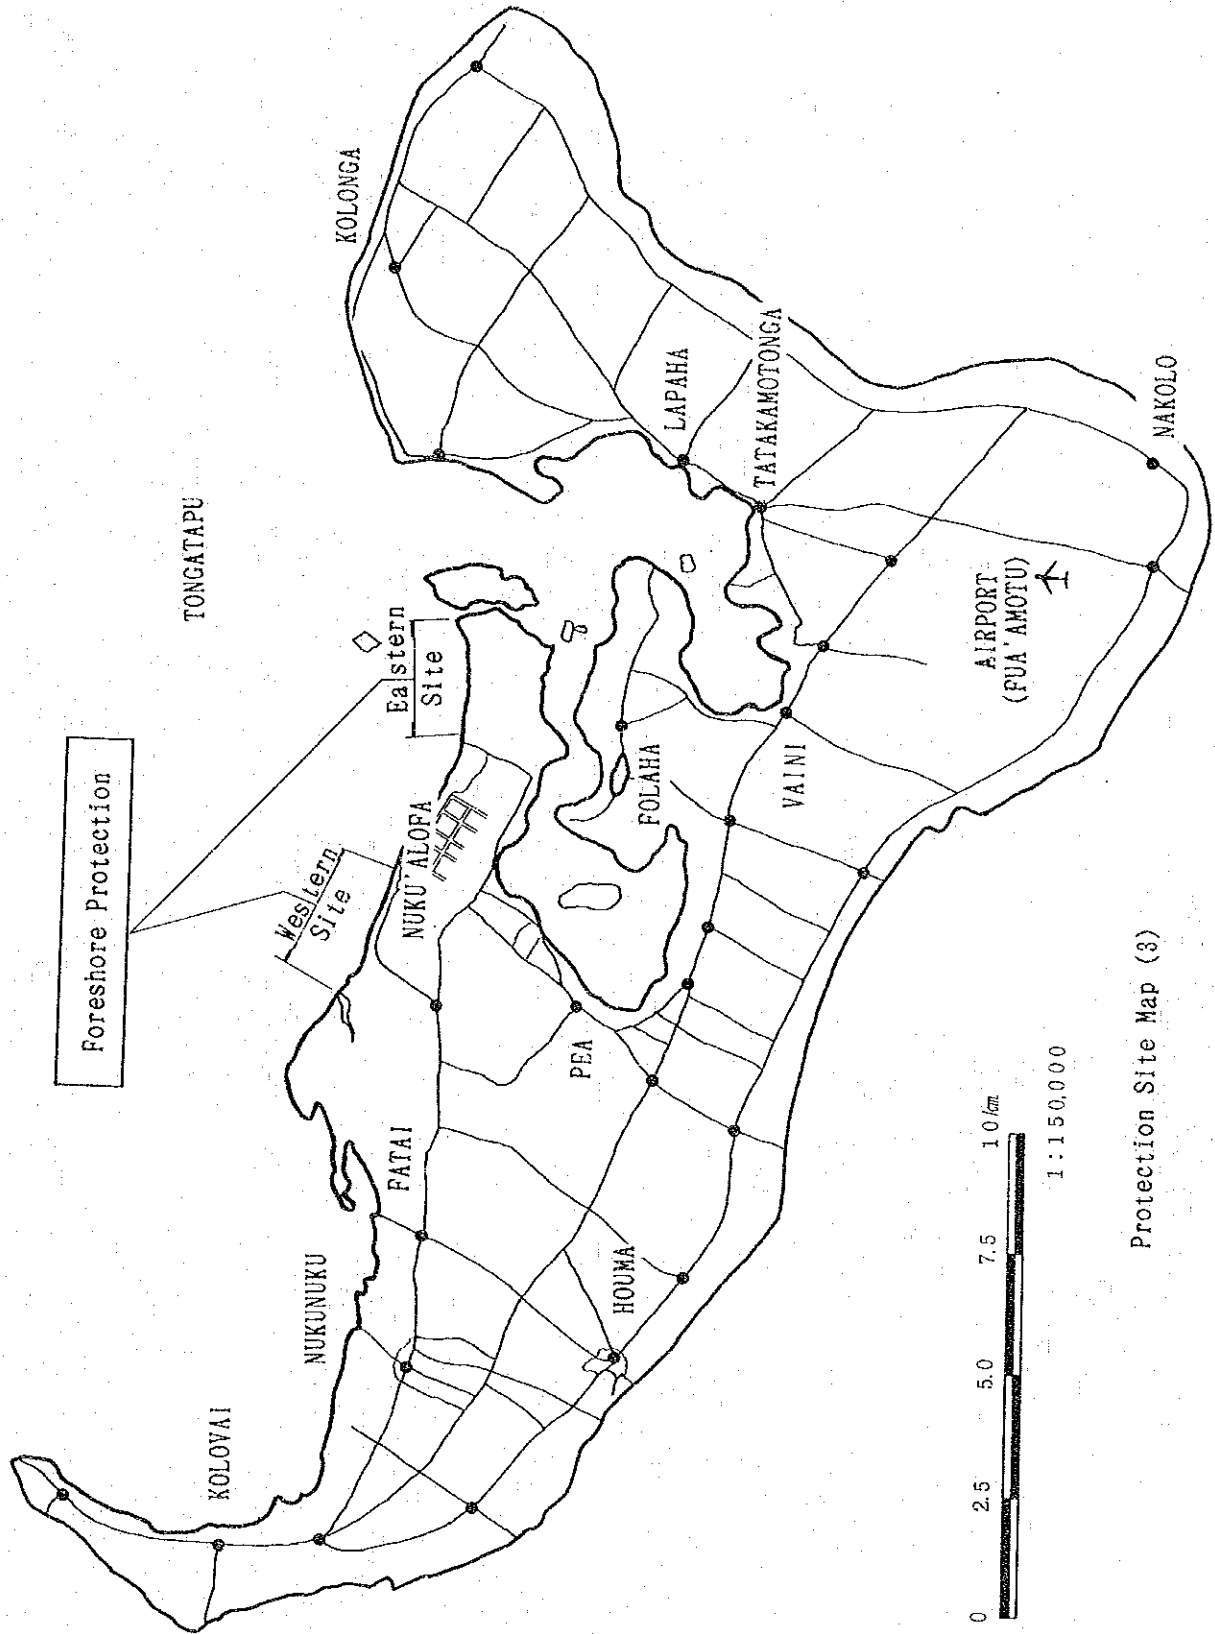 Foreshore Protection
TONGATAPU
Western
Site
Eastern
Site
KOLONGA
KOLOVAI
NUKUNUKU
FATAI
NUKU'ALOFA
PEA
FOLAHA
LAPAHA
TATAKAMOTONGA
HOUMA
VAINI
AIRPORT
(FUA'AMOTU)
NAKOLO
0 2.5 5.0 7.5 10km
1:150,000
Protection Site Map (3)